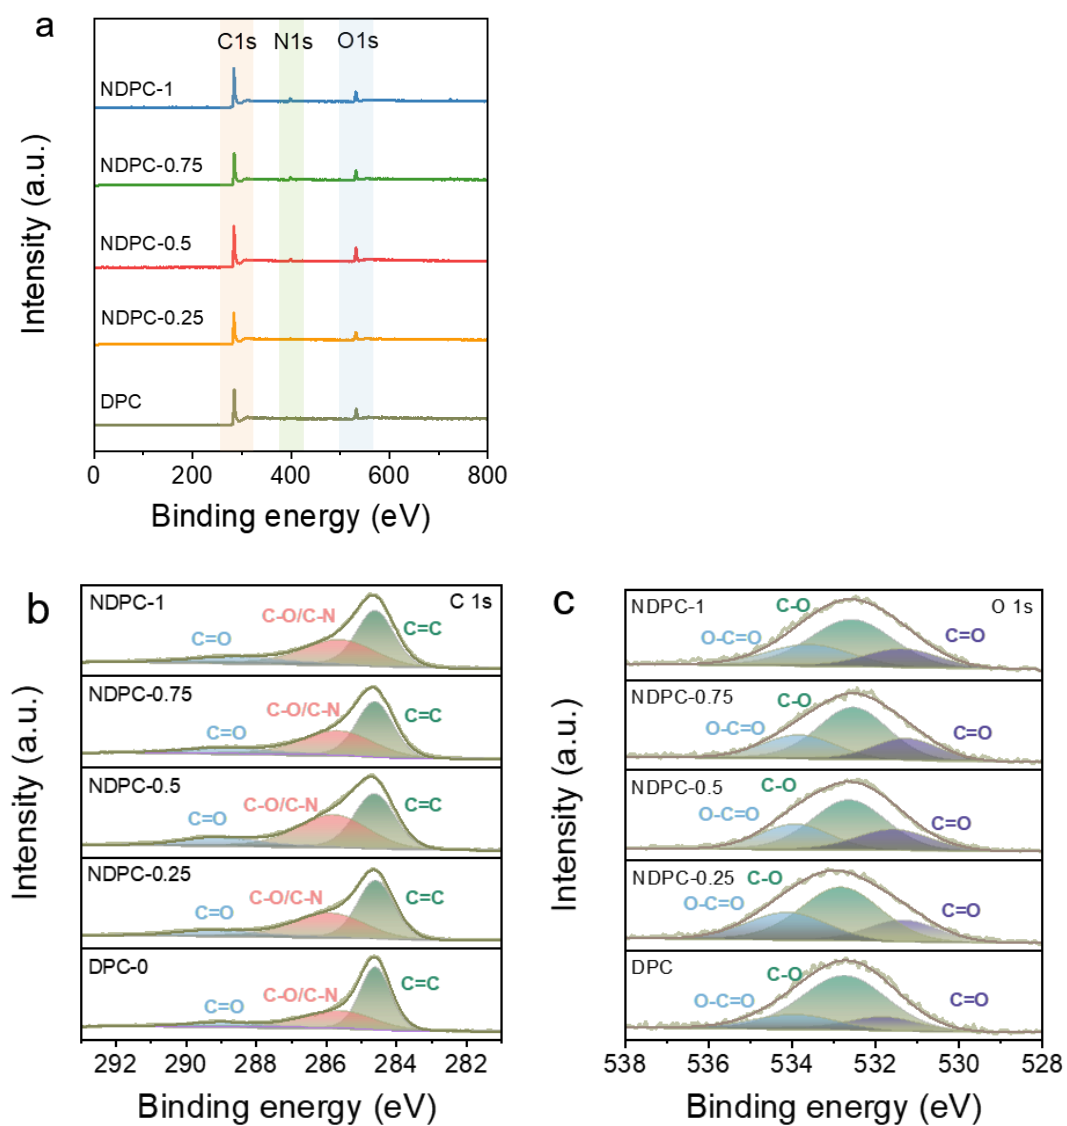 a
C1s N1s O1s
NDPC-1
NDPC-0.75
NDPC-0.5
NDPC-0.25
DPC
Intensity (a.u.)
0 200 400 600 800
Binding energy (eV)
b
NDPC-1
C 1s
C=O
C-O/C-N
C=C
NDPC-0.75
C=O
C-O/C-N
C=C
NDPC-0.5
C=O
C-O/C-N
C=C
NDPC-0.25
C=O
C-O/C-N
C=C
DPC-0
C=O
C-O/C-N
C=C
Intensity (a.u.)
292 290 288 286 284 282
Binding energy (eV)
c
NDPC-1
O 1s
O-C=O
C-O
C=O
NDPC-0.75
O-C=O
C-O
C=O
NDPC-0.5
O-C=O
C-O
C=O
NDPC-0.25
O-C=O
C-O
C=O
DPC
O-C=O
C-O
C=O
Intensity (a.u.)
538 536 534 532 530 528
Binding energy (eV)